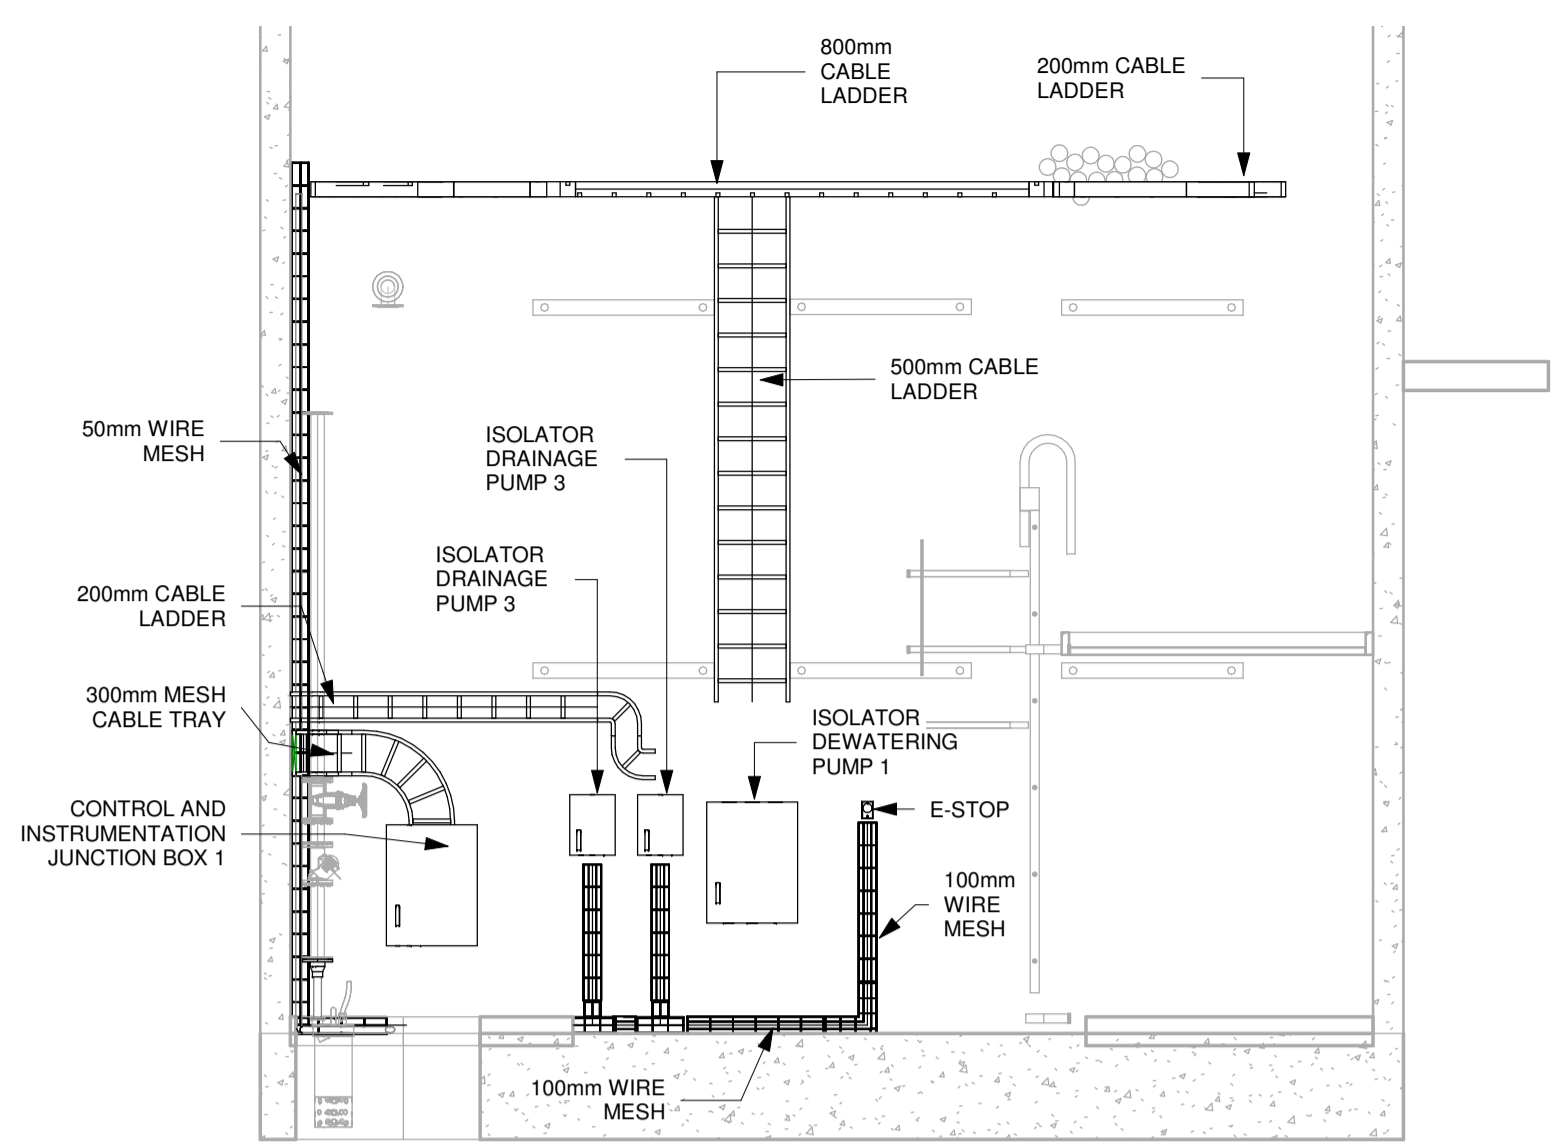 800mm
CABLE
LADDER
200mm CABLE
LADDER
500mm CABLE
LADDER
50mm WIRE
MESH
ISOLATOR
DRAINAGE
PUMP 3
ISOLATOR
DRAINAGE
PUMP 3
200mm CABLE
LADDER
300mm MESH
CABLE TRAY
ISOLATOR
DEWATERING
PUMP 1
CONTROL AND
INSTRUMENTATION
JUNCTION BOX 1
E-STOP
100mm
WIRE
MESH
100mm WIRE
MESH